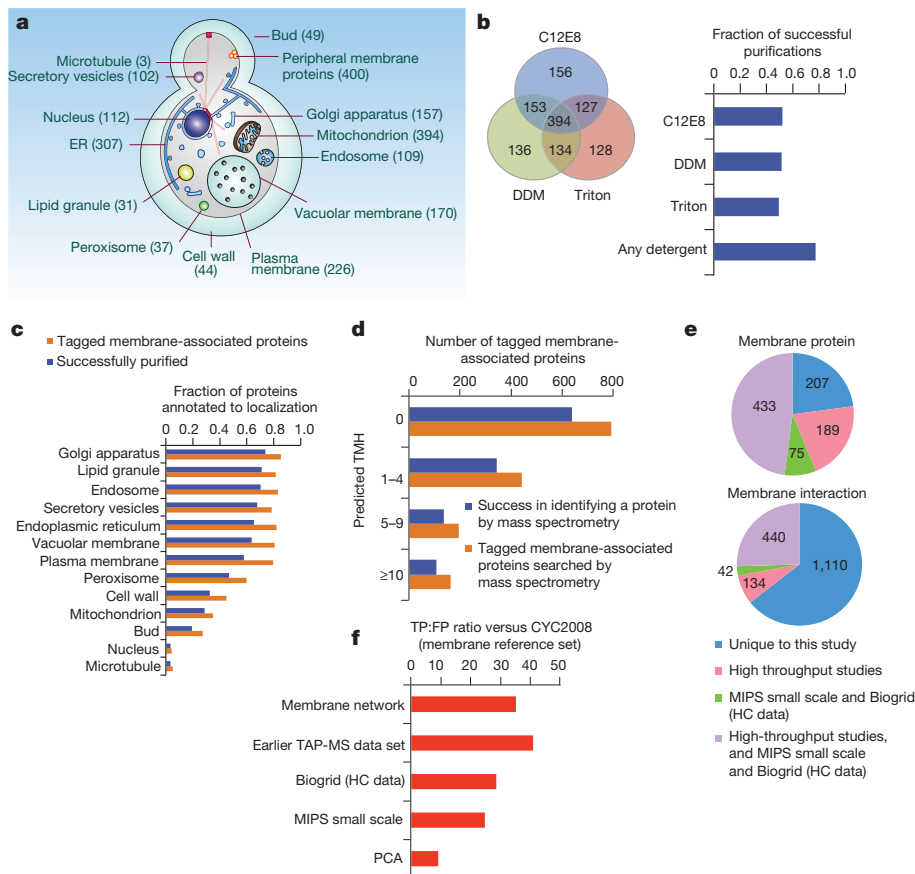 a
Bud (49)
Microtubule (3)
Peripheral membrane
proteins (400)
Secretory vesicles (102)
Nucleus (112)
Golgi apparatus (157)
ER (307)
Mitochondrion (394)
Endosome (109)
Lipid granule (31)
Vacuolar membrane (170)
Peroxisome (37)
Cell wall
(44)
Plasma
membrane (226)
b
C12E8
156
153
127
394
136
134
128
DDM
Triton
Fraction of successful
purifications
0 0.2 0.4 0.6 0.8 1.0
C12E8
DDM
Triton
Any detergent
c
Tagged membrane-associated proteins
Successfully purified
Fraction of proteins
annotated to localization
0 0.2 0.4 0.6 0.8 1.0
Golgi apparatus
Lipid granule
Endosome
Secretory vesicles
Endoplasmic reticulum
Vacuolar membrane
Plasma membrane
Peroxisome
Cell wall
Mitochondrion
Bud
Nucleus
Microtubule
d
Number of tagged membrane-
associated proteins
0 200 400 600 800
Predicted TMH
0
1–4
5–9
≥10
Success in identifying a protein
by mass spectrometry
Tagged membrane-associated
proteins searched by
mass spectrometry
e
Membrane protein
207
433
189
75
Membrane interaction
440
1,110
42
134
Unique to this study
High throughput studies
MIPS small scale and Biogrid
(HC data)
High-throughput studies,
and MIPS small scale
and Biogrid (HC data)
f
TP:FP ratio versus CYC2008
(membrane reference set)
0 10 20 30 40 50
Membrane network
Earlier TAP-MS data set
Biogrid (HC data)
MIPS small scale
PCA